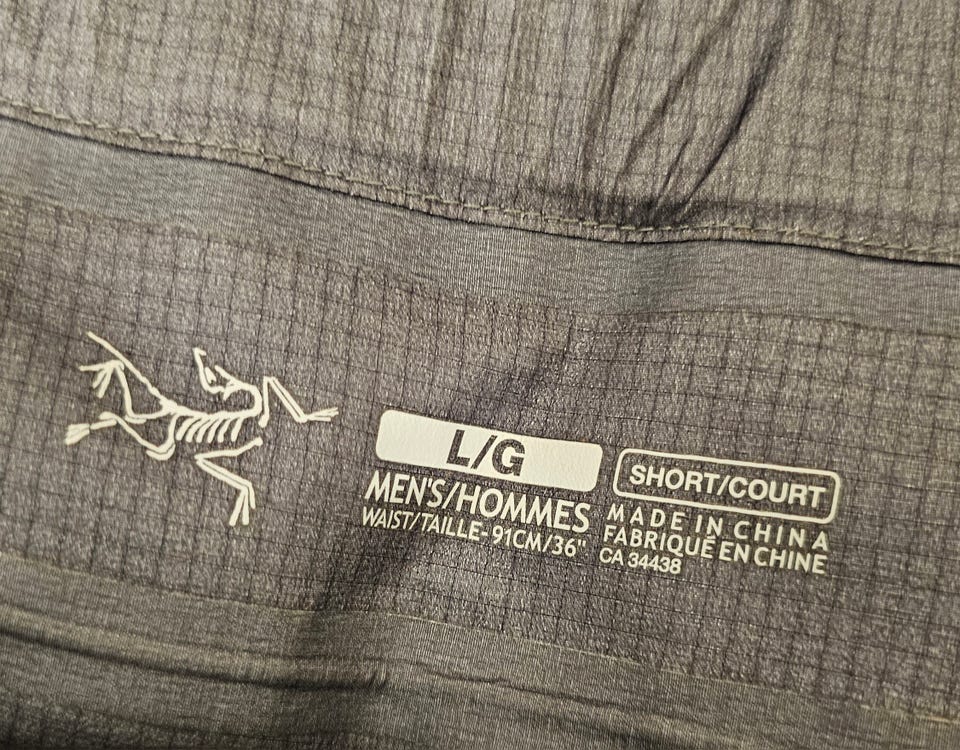 L/G
MEN'S/HOMMES
WAIST/TAILLE-91CM/36"
SHORT/COURT
MADE IN CHINA
FABRIQUÉ EN CHINE
CA 34438